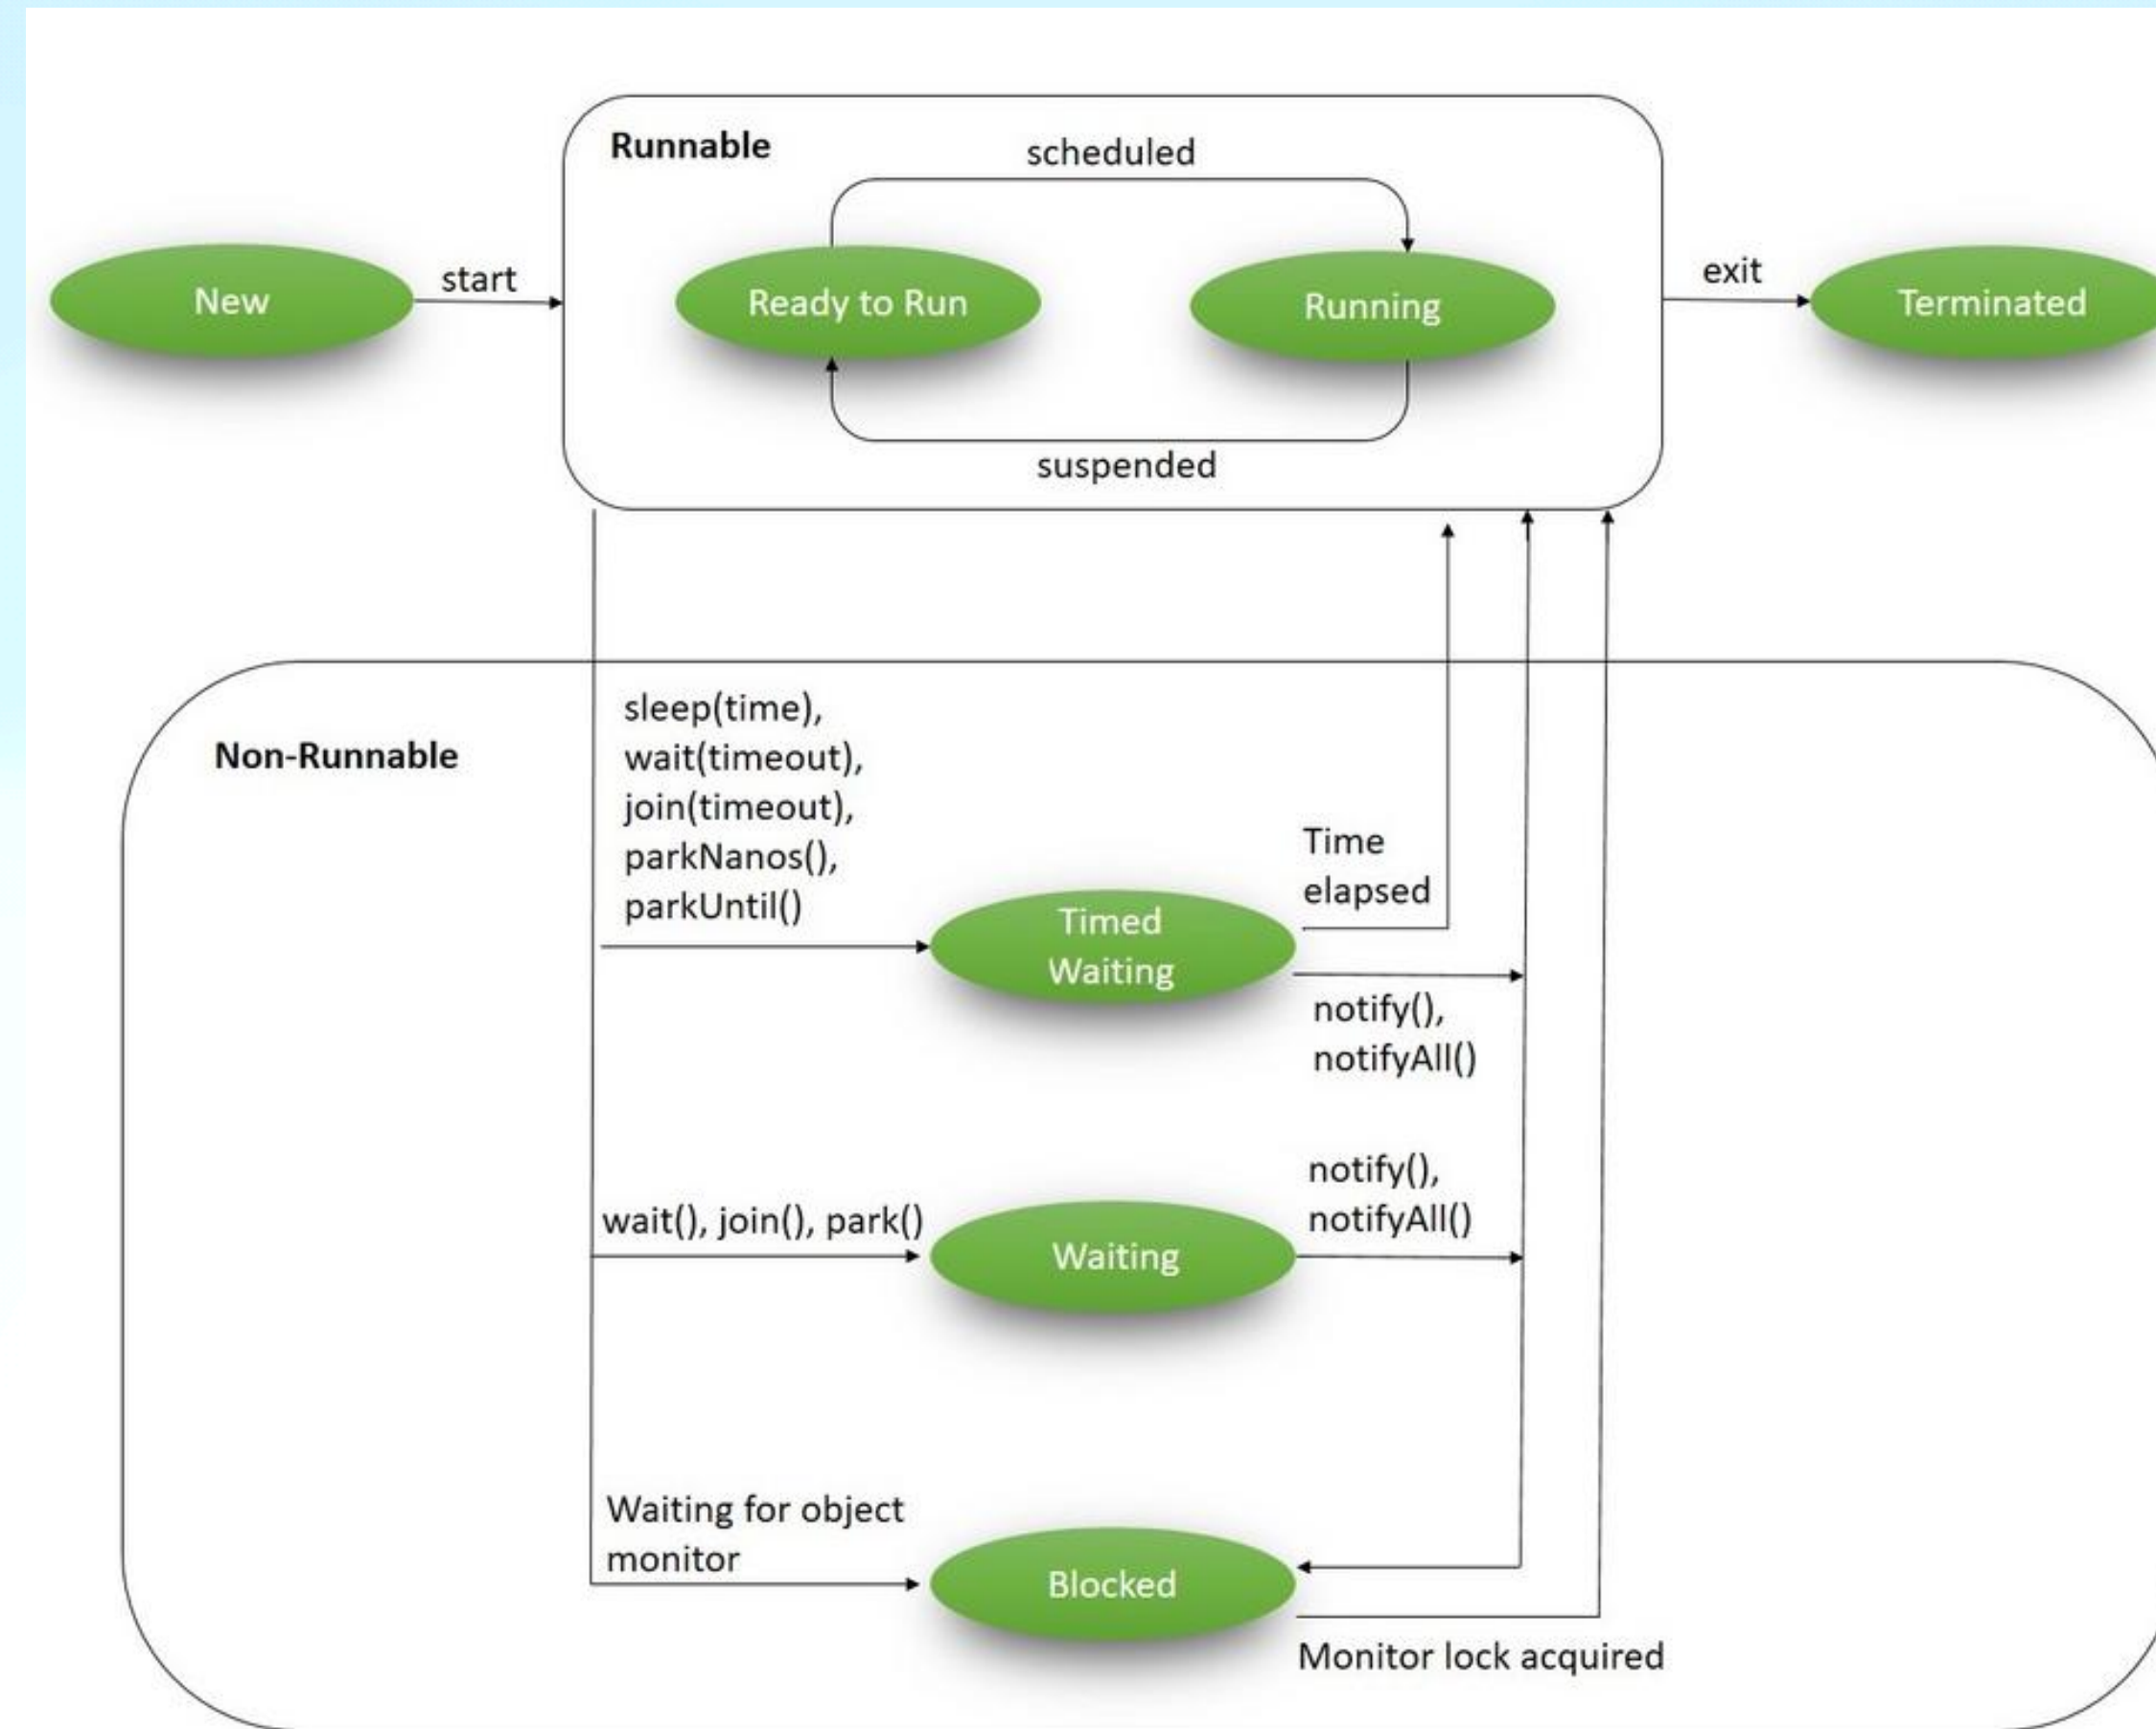 Runnable
scheduled
New
start
Ready to Run
Running
exit
Terminated
suspended
Non-Runnable
sleep(time),
wait(timeout),
join(timeout),
parkNanos(),
parkUntil()
Timed
Waiting
Time
elapsed
notify(),
notifyAll()
wait(), join(), park()
Waiting
notify(),
notifyAll()
Waiting for object
monitor
Blocked
Monitor lock acquired